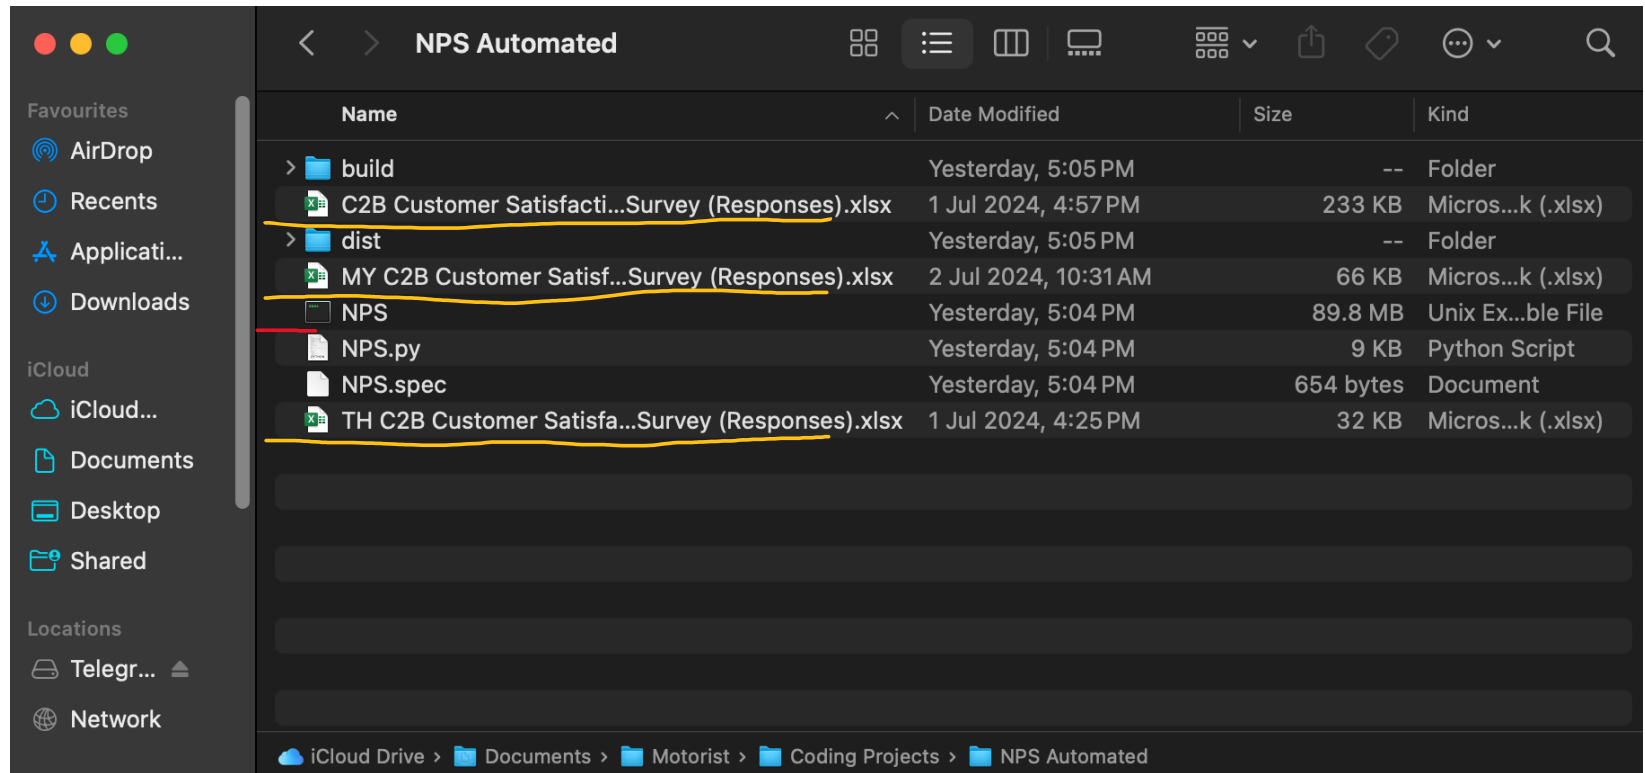 NPS Automated
Favourites
AirDrop
Recents
Applicati...
Downloads
iCloud
iCloud...
Documents
Desktop
Shared
Locations
Telegr...
Network
Name Date Modified Size Kind
build Yesterday, 5:05 PM -- Folder
C2B Customer Satisfacti...Survey (Responses).xlsx 1 Jul 2024, 4:57 PM 233 KB Micros...k (.xlsx)
dist Yesterday, 5:05 PM -- Folder
MY C2B Customer Satisf...Survey (Responses).xlsx 2 Jul 2024, 10:31 AM 66 KB Micros...k (.xlsx)
NPS Yesterday, 5:04 PM 89.8 MB Unix Ex...ble File
NPS.py Yesterday, 5:04 PM 9 KB Python Script
NPS.spec Yesterday, 5:04 PM 654 bytes Document
TH C2B Customer Satisfa...Survey (Responses).xlsx 1 Jul 2024, 4:25 PM 32 KB Micros...k (.xlsx)
iCloud Drive › Documents › Motorist › Coding Projects › NPS Automated